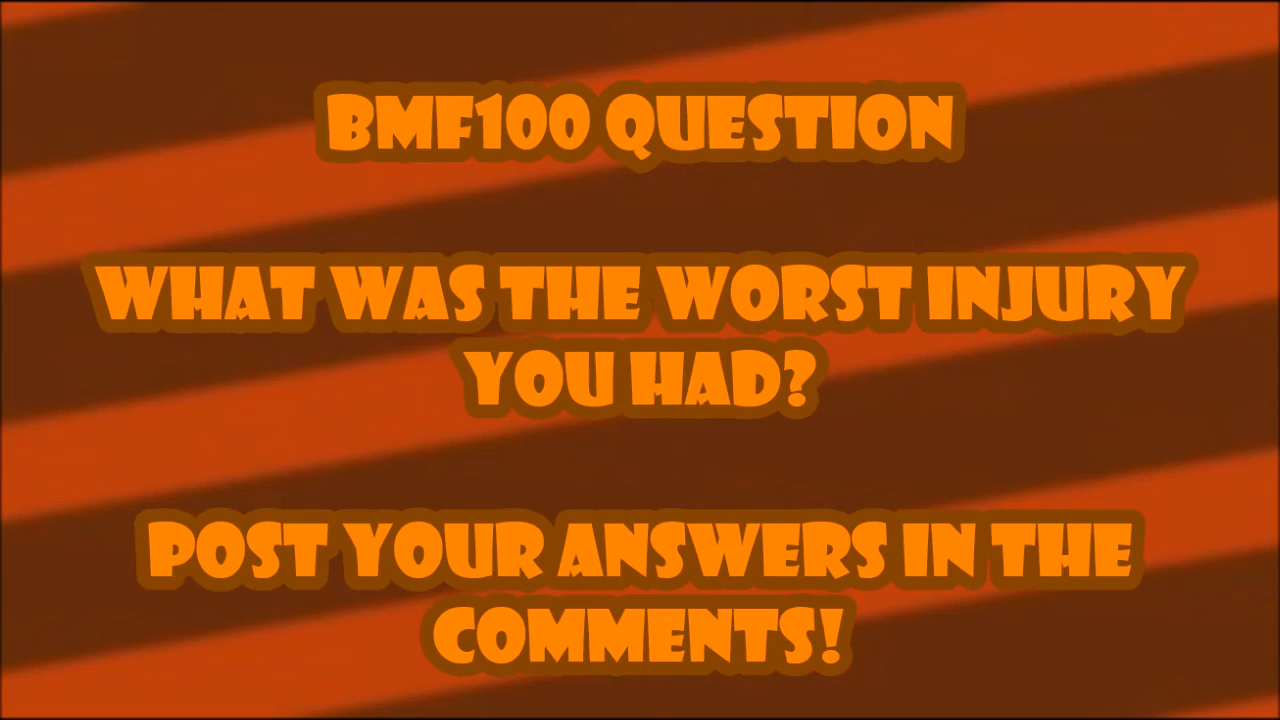 BMF100 QUESTION
WHAT WAS THE WORST INJURY
YOU HAD?
POST YOUR ANSWERS IN THE
COMMENTS!